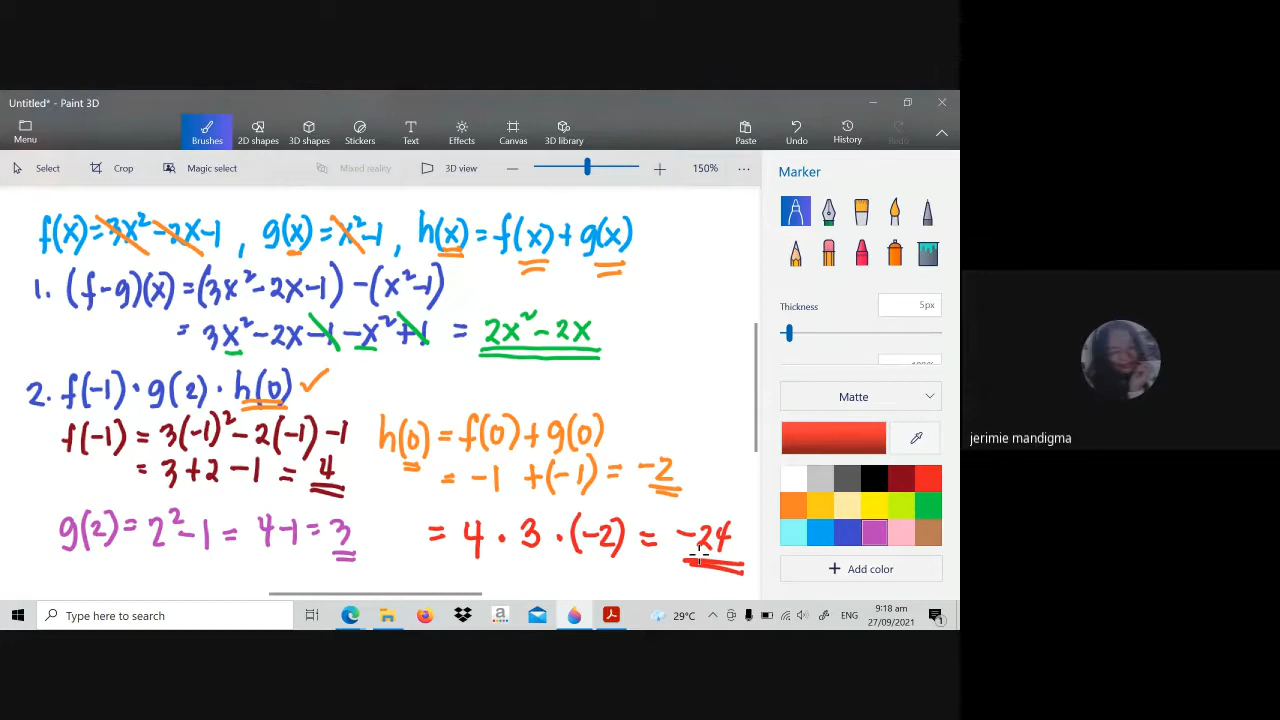 Untitled* - Paint 3D
Menu
Brushes 2D shapes 3D shapes Stickers Text Effects Canvas 3D library Paste Undo History Redo
Select Crop Magic select Mixed reality 3D view 150% ...
Marker
f(x)=3x²-2x-1, g(x)=x²-1, h(x)=f(x)+g(x)
1. (f-g)(x)=(3x²-2x-1)-(x²-1)
= 3x²-2x-1-x²+1 = 2x²-2x
2. f(-1)·g(2)·h(0) ✓
f(-1) = 3(-1)²-2(-1)-1
= 3+2-1 = 4
g(2)=2²-1= 4-1=3
h(0)=f(0)+g(0)
= -1 +(-1)= -2
= 4·3·(-2) = -24
Thickness
5px
Matte
Add color
jerimie mandigma
Type here to search
29°C
ENG
9:18 am
27/09/2021